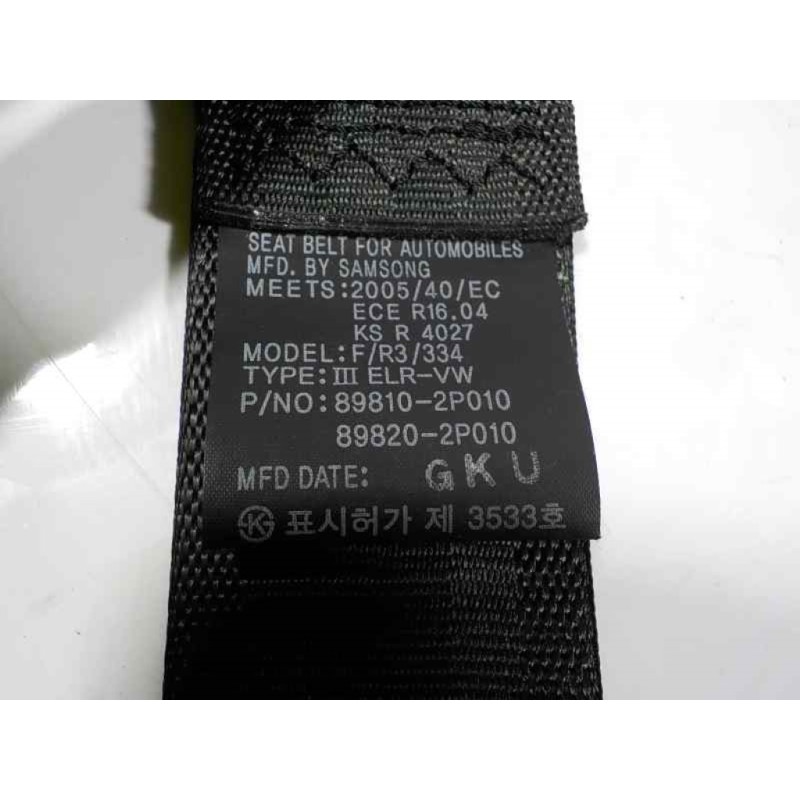 SEAT BELT FOR AUTOMOBILES
MFD. BY SAMSONG
MEETS:2005/40/EC
ECE R16.04
KS R 4027
MODEL:F/R3/334
TYPE:III ELR-VW
P/NO:89810-2P010
89820-2P010
MFD DATE: GKU
표시허가 제 3533호